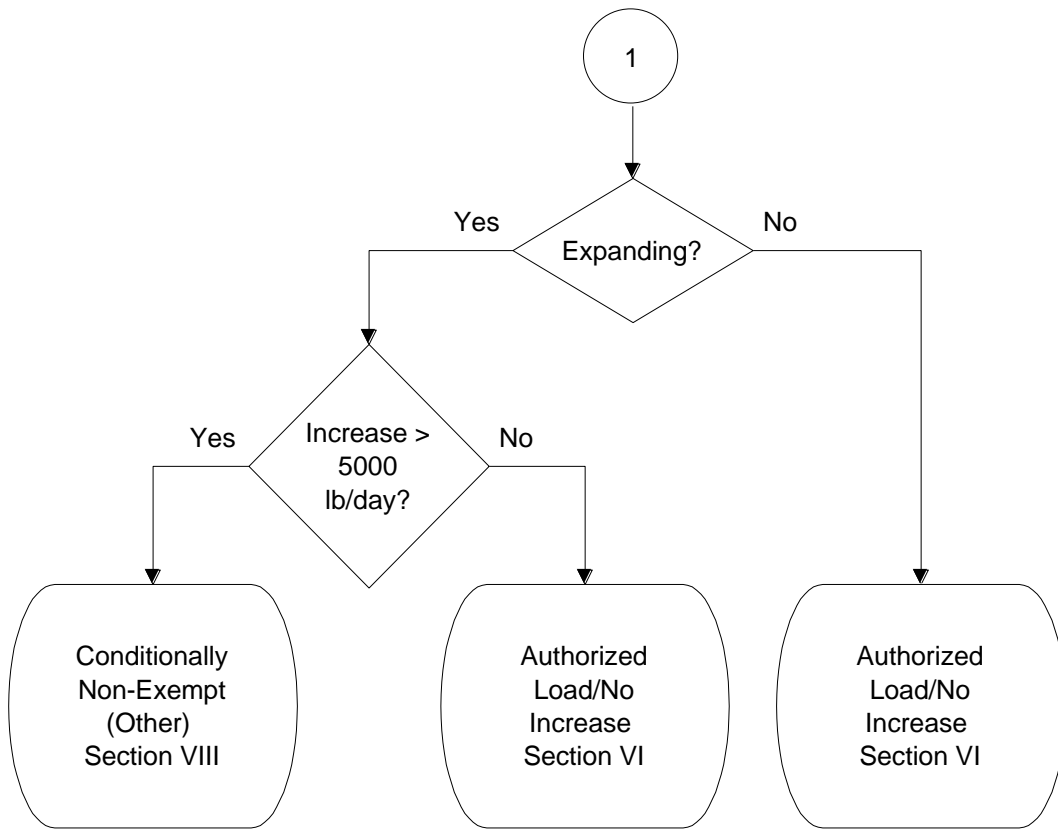 1
Yes
Expanding?
No
Yes
Increase >
5000
lb/day?
No
Conditionally
Non-Exempt
(Other)
Section VIII
Authorized
Load/No
Increase
Section VI
Authorized
Load/No
Increase
Section VI